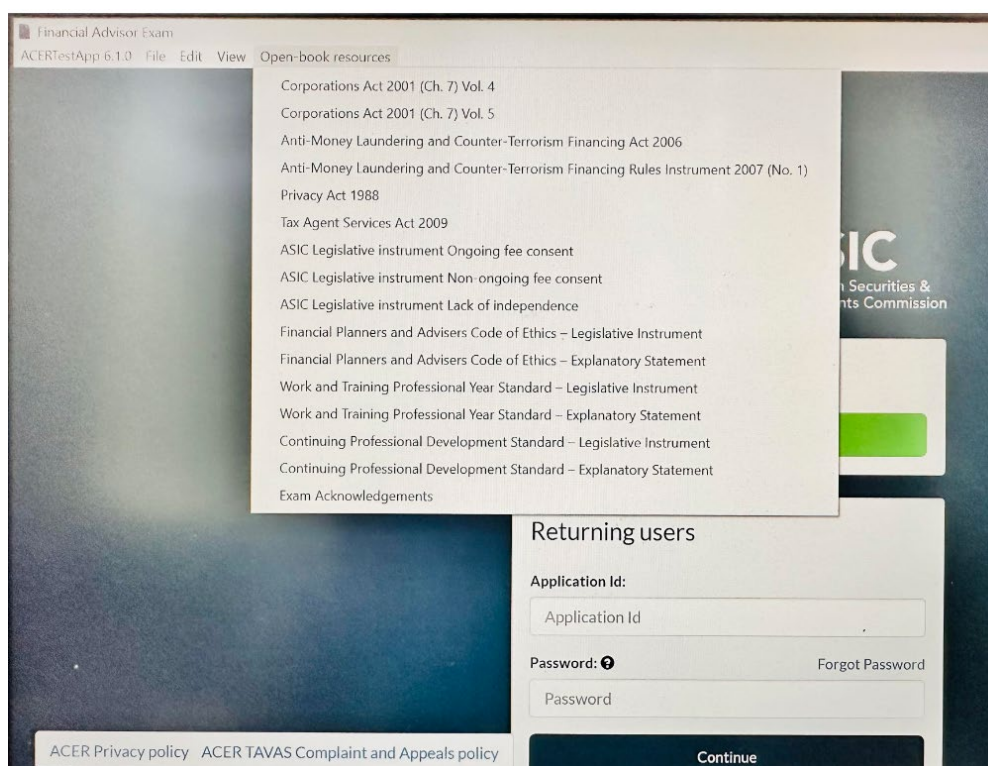 Financial Advisor Exam
ACERTestApp 6.1.0 File Edit View Open-book resources
Corporations Act 2001 (Ch. 7) Vol. 4
Corporations Act 2001 (Ch. 7) Vol. 5
Anti-Money Laundering and Counter-Terrorism Financing Act 2006
Anti-Money Laundering and Counter-Terrorism Financing Rules Instrument 2007 (No. 1)
Privacy Act 1988
Tax Agent Services Act 2009
ASIC Legislative instrument Ongoing fee consent
ASIC Legislative instrument Non-ongoing fee consent
ASIC Legislative instrument Lack of independence
Financial Planners and Advisers Code of Ethics – Legislative Instrument
Financial Planners and Advisers Code of Ethics – Explanatory Statement
Work and Training Professional Year Standard – Legislative Instrument
Work and Training Professional Year Standard – Explanatory Statement
Continuing Professional Development Standard – Legislative Instrument
Continuing Professional Development Standard – Explanatory Statement
Exam Acknowledgements
IC
Securities &
Commission
Returning users
Application Id:
Application Id
Password: ?
Forgot Password
Password
Continue
ACER Privacy policy ACER TAVAS Complaint and Appeals policy